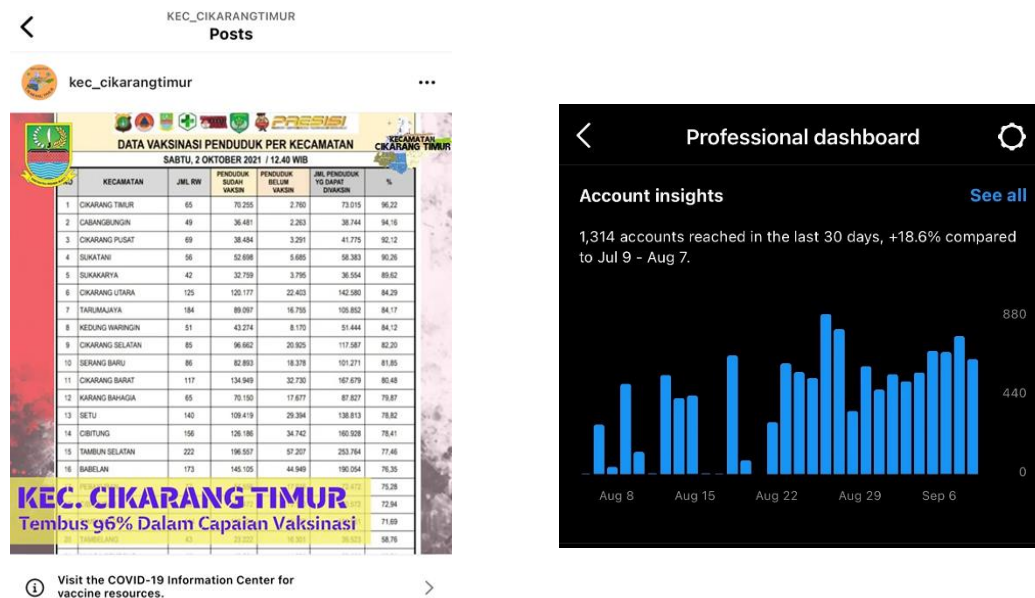 KEC_CIKARANGTIMUR
Posts
kec_cikarangtimur
PRESISI
KECAMATAN
CIKARANG TIMUR
DATA VAKSINASI PENDUDUK PER KECAMATAN
SABTU, 2 OKTOBER 2021 / 12.40 WIB
NO KECAMATAN JML RW PENDUDUK SUDAH VAKSIN PENDUDUK BELUM VAKSIN JML PENDUDUK YG DAPAT DIVAKSIN %
1 CIKARANG TIMUR 65 70.255 2.760 73.015 96,22
2 CABANGBUNGIN 49 36.481 2.263 38.744 94,16
3 CIKARANG PUSAT 69 38.484 3.291 41.775 92,12
4 SUKATANI 56 52.698 5.685 58.383 90,26
5 SUKAKARYA 42 32.759 3.795 36.554 89,62
6 CIKARANG UTARA 125 120.177 22.403 142.580 84,29
7 TARUMAJAYA 184 89.097 16.755 105.852 84,17
8 KEDUNG WARINGIN 51 43.274 8.170 51.444 84,12
9 CIKARANG SELATAN 85 96.662 20.925 117.587 82,20
10 SERANG BARU 86 82.893 18.378 101.271 81,85
11 CIKARANG BARAT 117 134.949 32.730 167.679 80,48
12 KARANG BAHAGIA 65 70.150 17.677 87.827 79,87
13 SETU 140 109.419 29.394 138.813 78,82
14 CIBITUNG 156 126.186 34.742 160.928 78,41
15 TAMBUN SELATAN 222 196.557 57.207 253.764 77,46
16 BABELAN 173 145.105 44.949 190.054 76,35
75,28
KEC. CIKARANG TIMUR
72,94
Tembus 96% Dalam Capaian Vaksinasi
71,69
20 TAMBELANG 43 23.222 16.301 39.523 58,76
Visit the COVID-19 Information Center for
vaccine resources.
Professional dashboard
Account insights See all
1,314 accounts reached in the last 30 days, +18.6% compared
to Jul 9 - Aug 7.
880
440
0
Aug 8 Aug 15 Aug 22 Aug 29 Sep 6